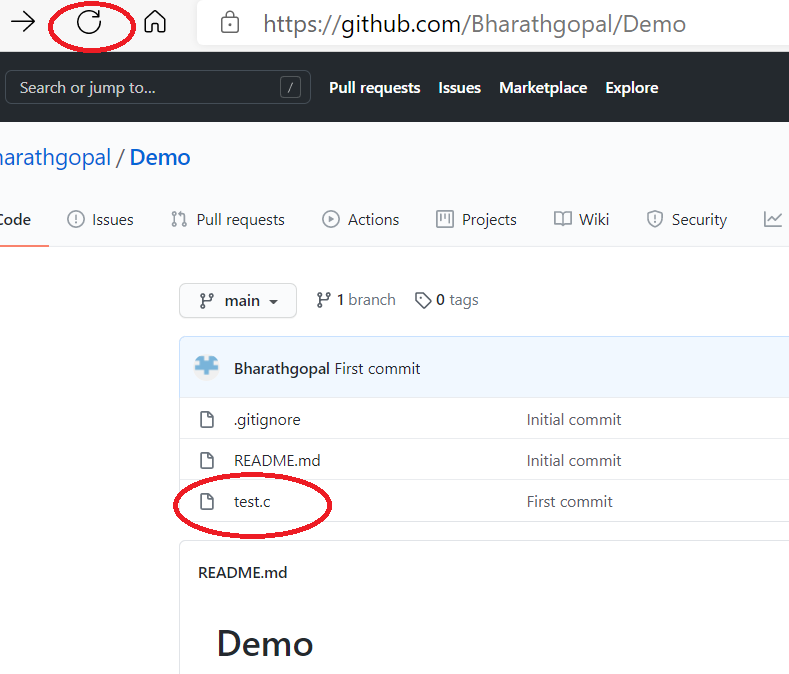 https://github.com/Bharathgopal/Demo
Search or jump to... / Pull requests Issues Marketplace Explore
harathgopal / Demo
Code Issues Pull requests Actions Projects Wiki Security
main 1 branch 0 tags
Bharathgopal First commit
.gitignore Initial commit
README.md Initial commit
test.c First commit
README.md
Demo